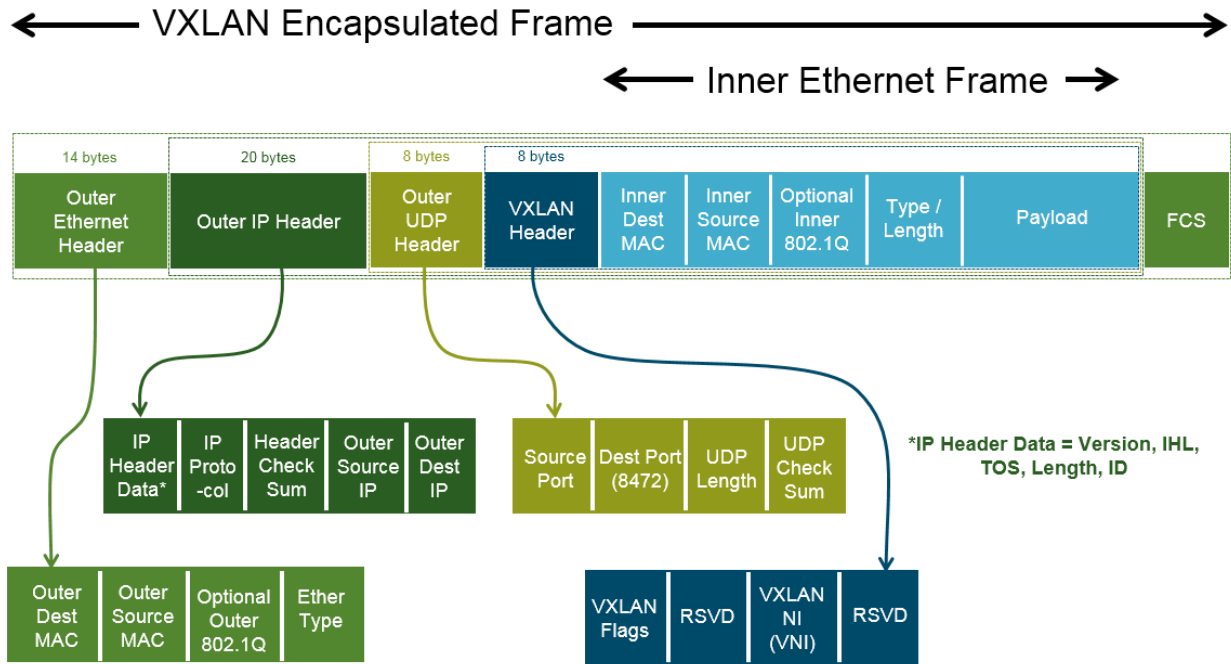 VXLAN Encapsulated Frame
Inner Ethernet Frame
14 bytes
20 bytes
8 bytes
8 bytes
Outer
Ethernet
Header
Outer IP Header
Outer
UDP
Header
VXLAN
Header
Inner
Dest
MAC
Inner
Source
MAC
Optional
Inner
802.1Q
Type /
Length
Payload
FCS
IP
Header
Data*
IP
Proto
-col
Header
Check
Sum
Outer
Source
IP
Outer
Dest
IP
Source
Port
Dest Port
(8472)
UDP
Length
UDP
Check
Sum
*IP Header Data = Version, IHL,
TOS, Length, ID
Outer
Dest
MAC
Outer
Source
MAC
Optional
Outer
802.1Q
Ether
Type
VXLAN
Flags
RSVD
VXLAN
NI
(VNI)
RSVD